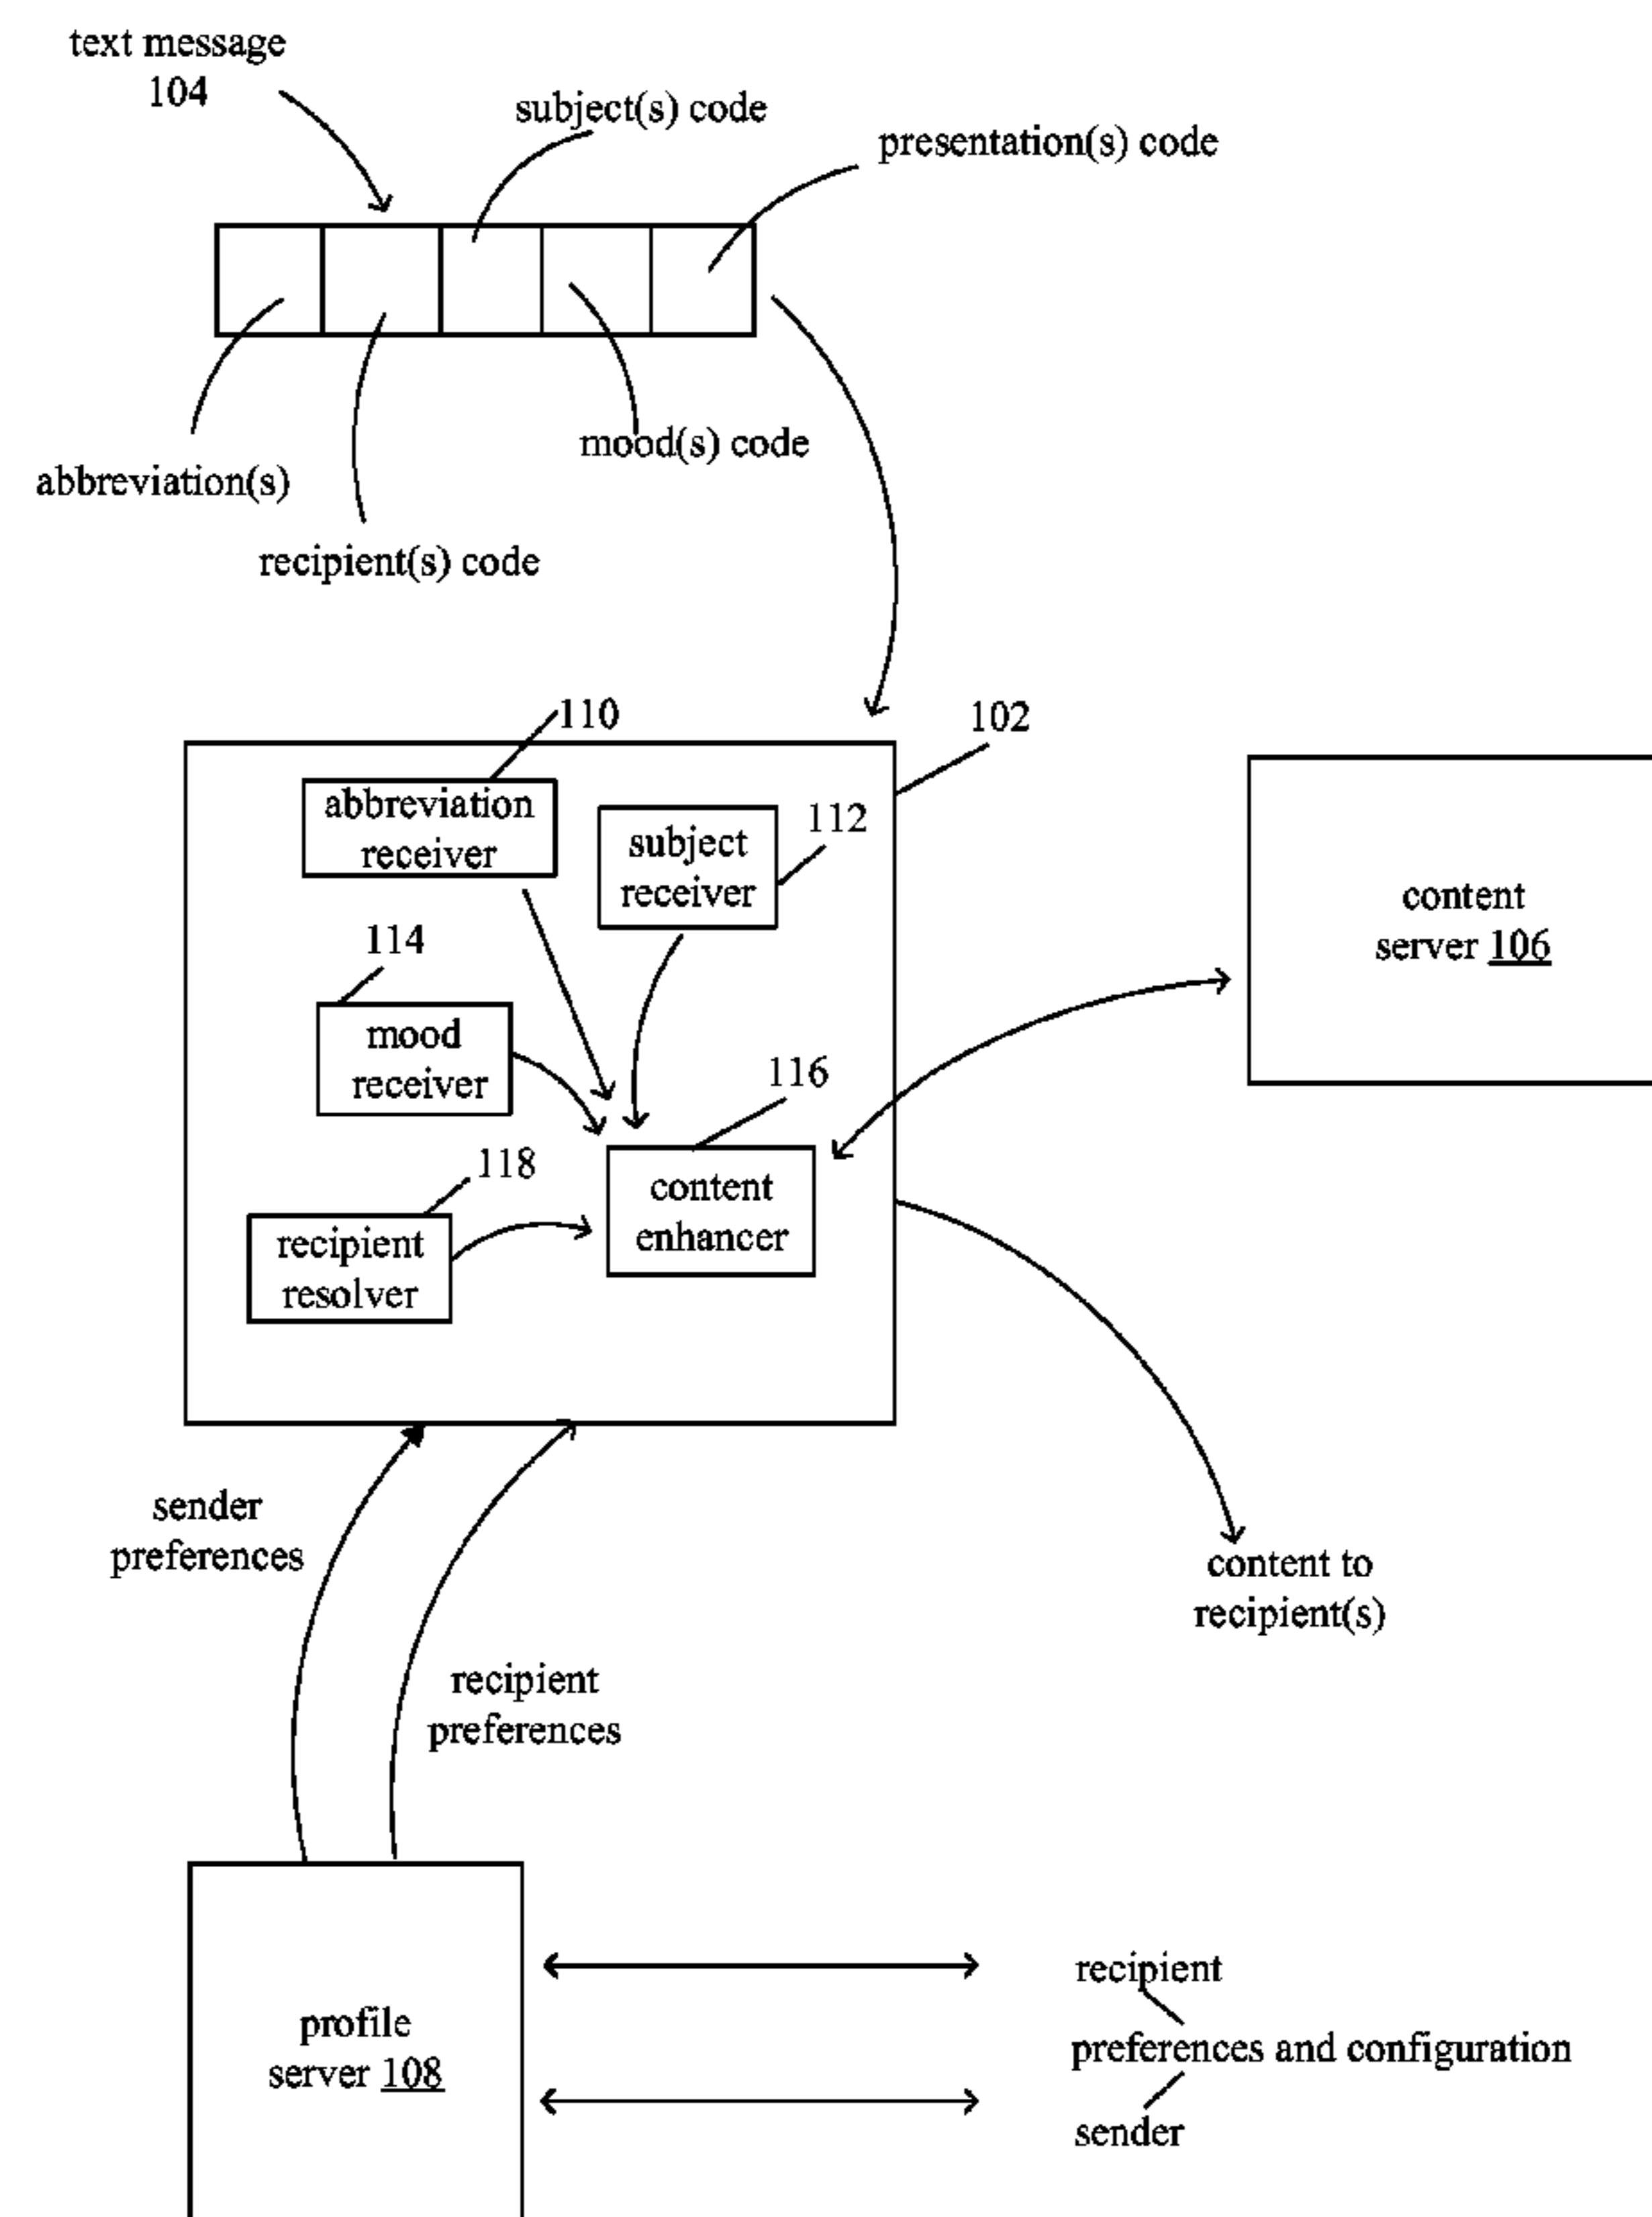 text message
104
subject(s) code
presentation(s) code
mood(s) code
abbreviation(s)
recipient(s) code
110
102
abbreviation
receiver
subject
receiver
112
content
server 106
114
mood
receiver
116
118
content
enhancer
recipient
resolver
sender
preferences
content to
recipient(s)
recipient
preferences
recipient
profile
server 108
preferences and configuration
sender